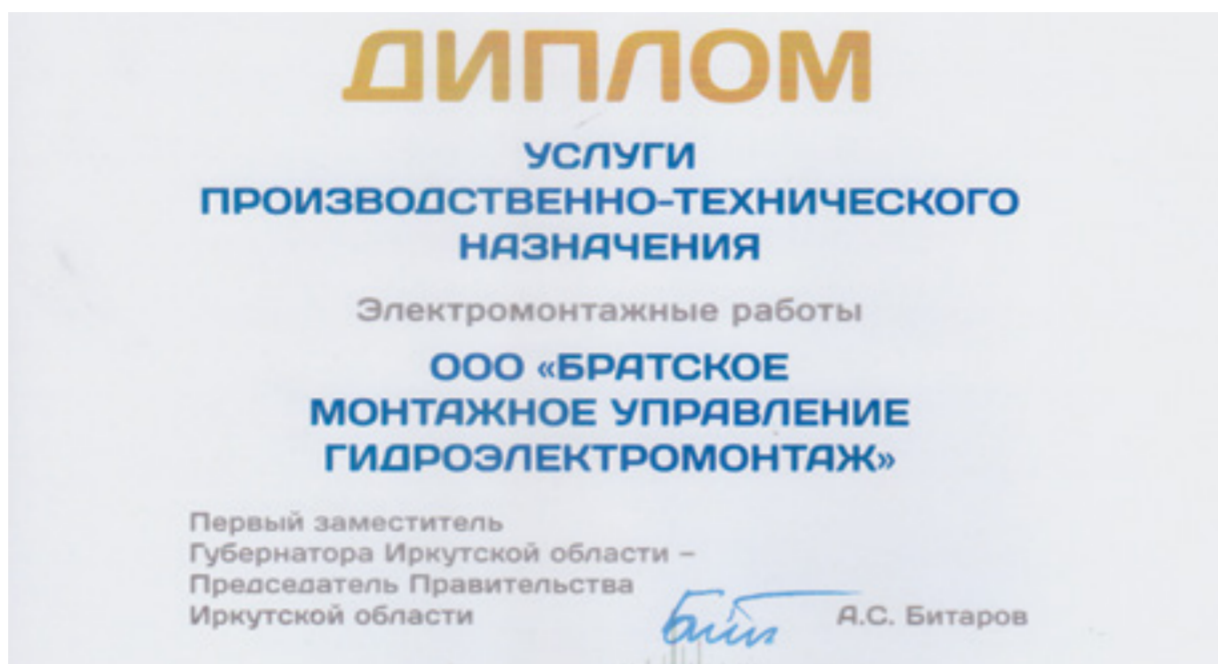 ДИПЛОМ
УСЛУГИ
ПРОИЗВОДСТВЕННО-ТЕХНИЧЕСКОГО
НАЗНАЧЕНИЯ
Электромонтажные работы
ООО «БРАТСКОЕ
МОНТАЖНОЕ УПРАВЛЕНИЕ
ГИДРОЭЛЕКТРОМОНТАЖ»
Первый заместитель
Губернатора Иркутской области –
Председатель Правительства
Иркутской области А.С. Битаров